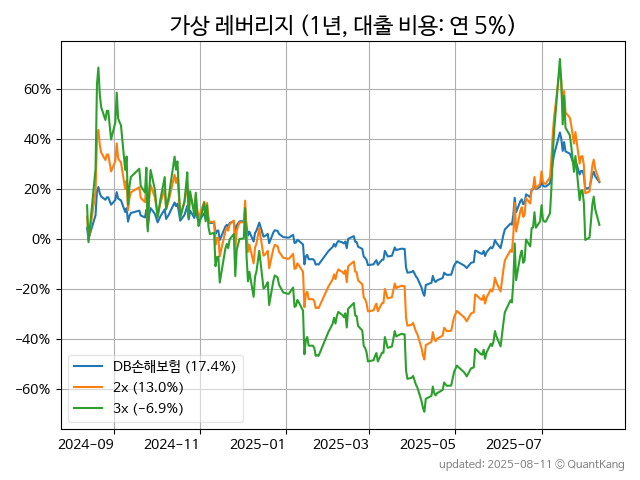 가상 레버리지 (1년, 대출 비용: 연 5%)
60%
40%
20%
0%
−20%
−40%
−60%
DB손해보험 (17.4%)
2x (13.0%)
3x (−6.9%)
2024-09
2024-11
2025-01
2025-03
2025-05
2025-07
updated: 2025-08-11 © QuantKang